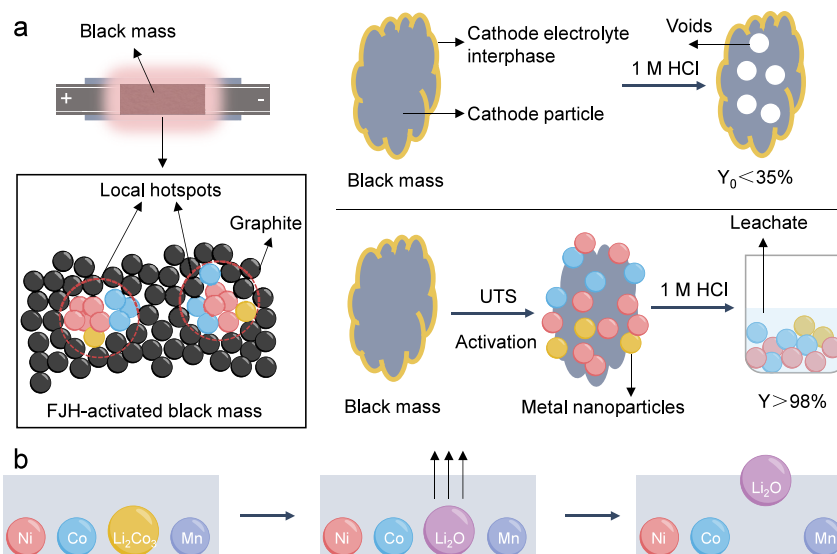 a
Black mass
+
-
Local hotspots
Graphite
FJH-activated black mass
Cathode electrolyte
interphase
Cathode particle
Black mass
1 M HCl
Voids
Y₀<35%
Black mass
UTS
Activation
Metal nanoparticles
1 M HCl
Leachate
Y>98%
b
Ni
Co
Li₂Co₃
Mn
Ni
Co
Li₂O
Mn
Li₂O
Ni
Co
Mn